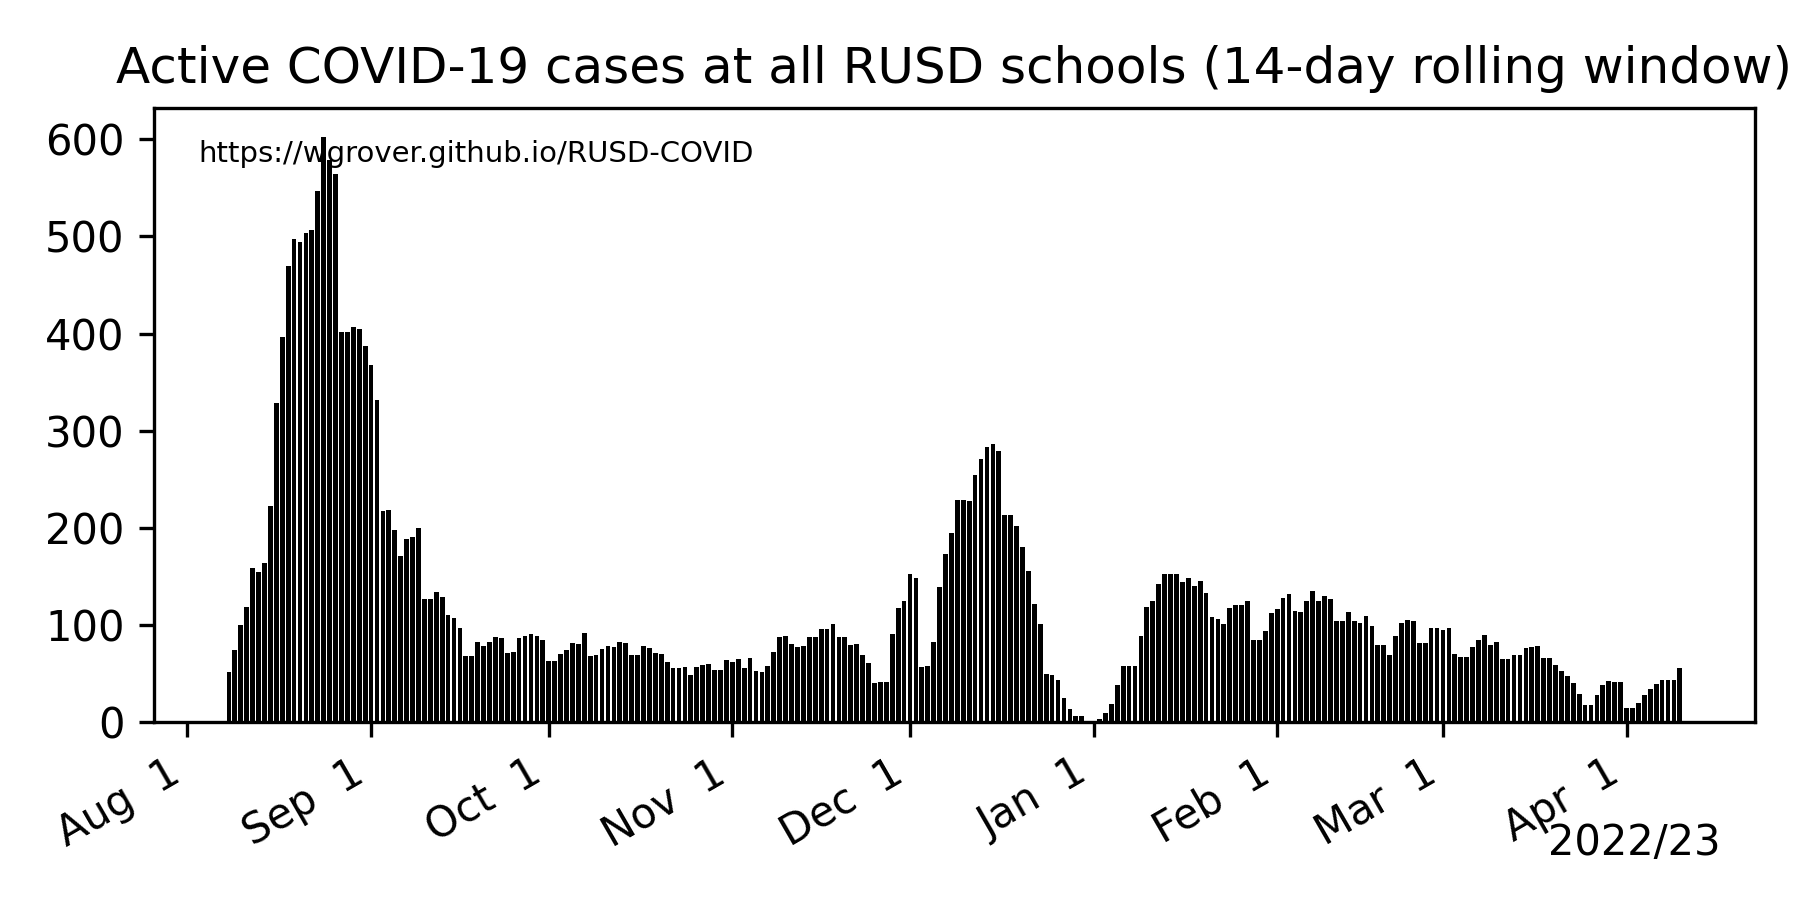 Active COVID-19 cases at all RUSD schools (14-day rolling window)
https://wgrover.github.io/RUSD-COVID
600
500
400
300
200
100
0
Aug 1
Sep 1
Oct 1
Nov 1
Dec 1
Jan 1
Feb 1
Mar 1
Apr 1
2022/23